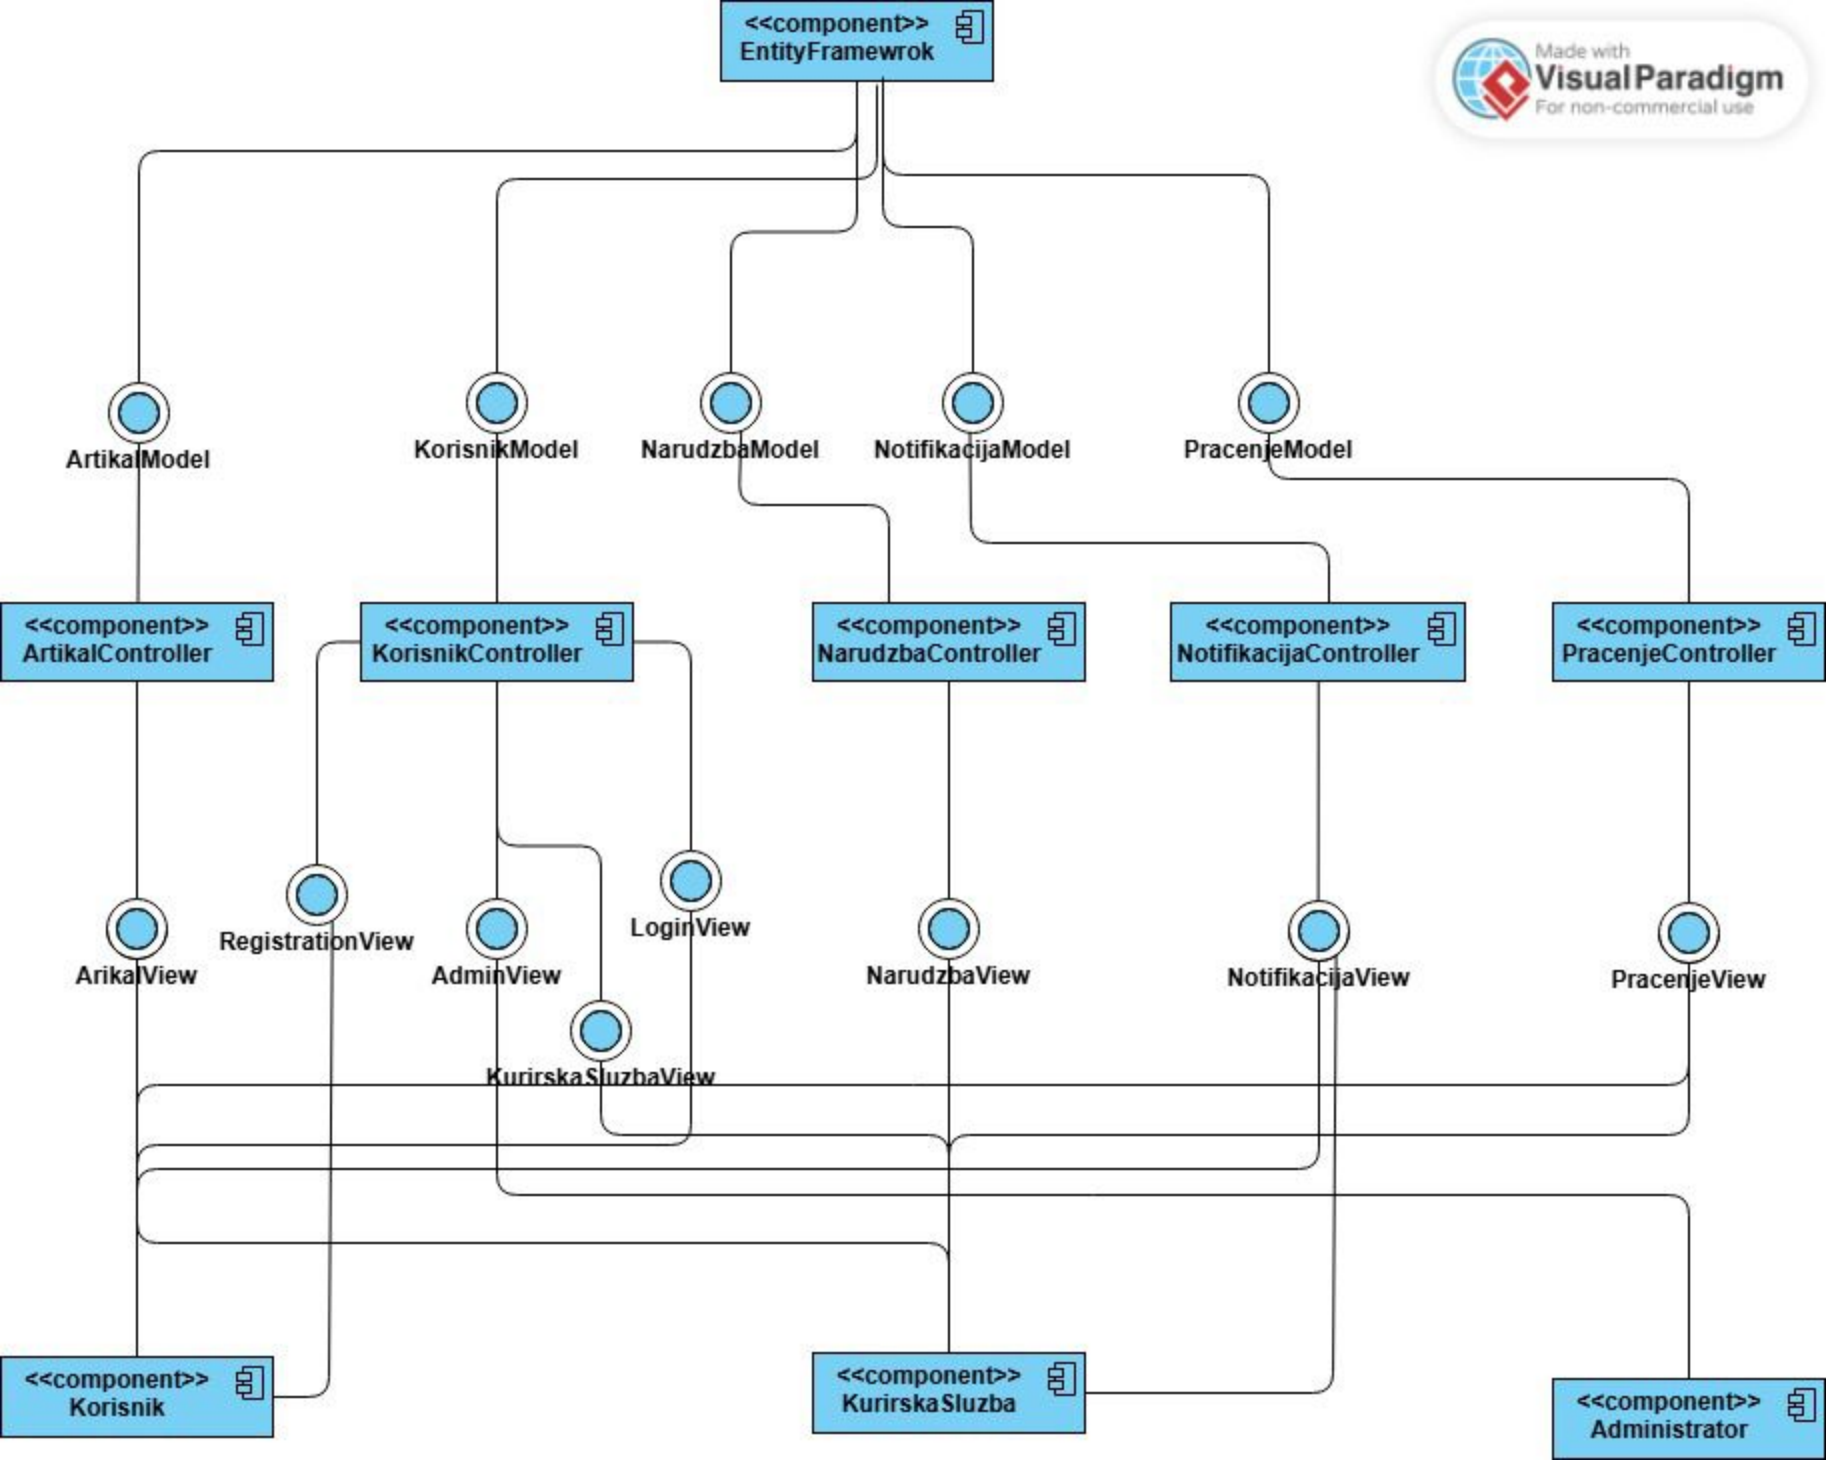 <<component>>
EntityFramewrok
Made with
Visual Paradigm
For non-commercial use
ArtikalModel
KorisnikModel
NarudzbaModel
NotifikacijaModel
PracenjeModel
<<component>>
ArtikalController
<<component>>
KorisnikController
<<component>>
NarudzbaController
<<component>>
NotifikacijaController
<<component>>
PracenjeController
ArikalView
RegistrationView
AdminView
LoginView
KurirskaSluzbaView
NarudzbaView
NotifikacijaView
PracenjeView
<<component>>
Korisnik
<<component>>
KurirskaSluzba
<<component>>
Administrator